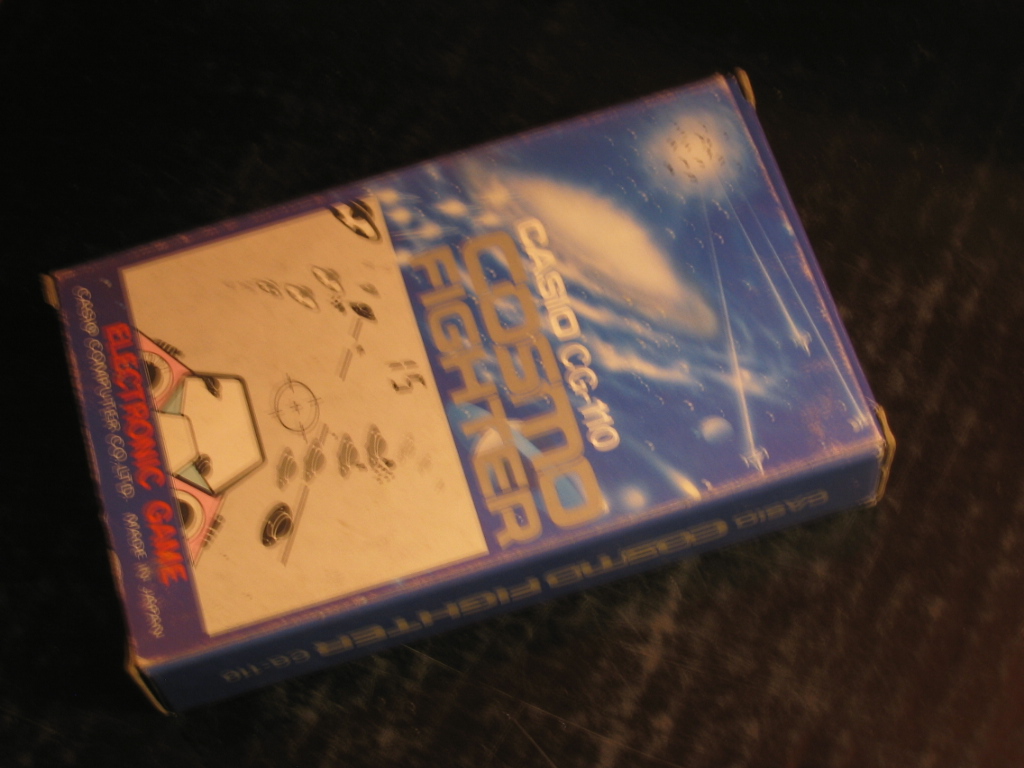 CASIO CG-110
COSMO
FIGHTER
15
ELECTRONIC GAME
CASIO COMPUTER CO., LTD. MADE IN JAPAN
CASIO COSMO FIGHTER CG-110